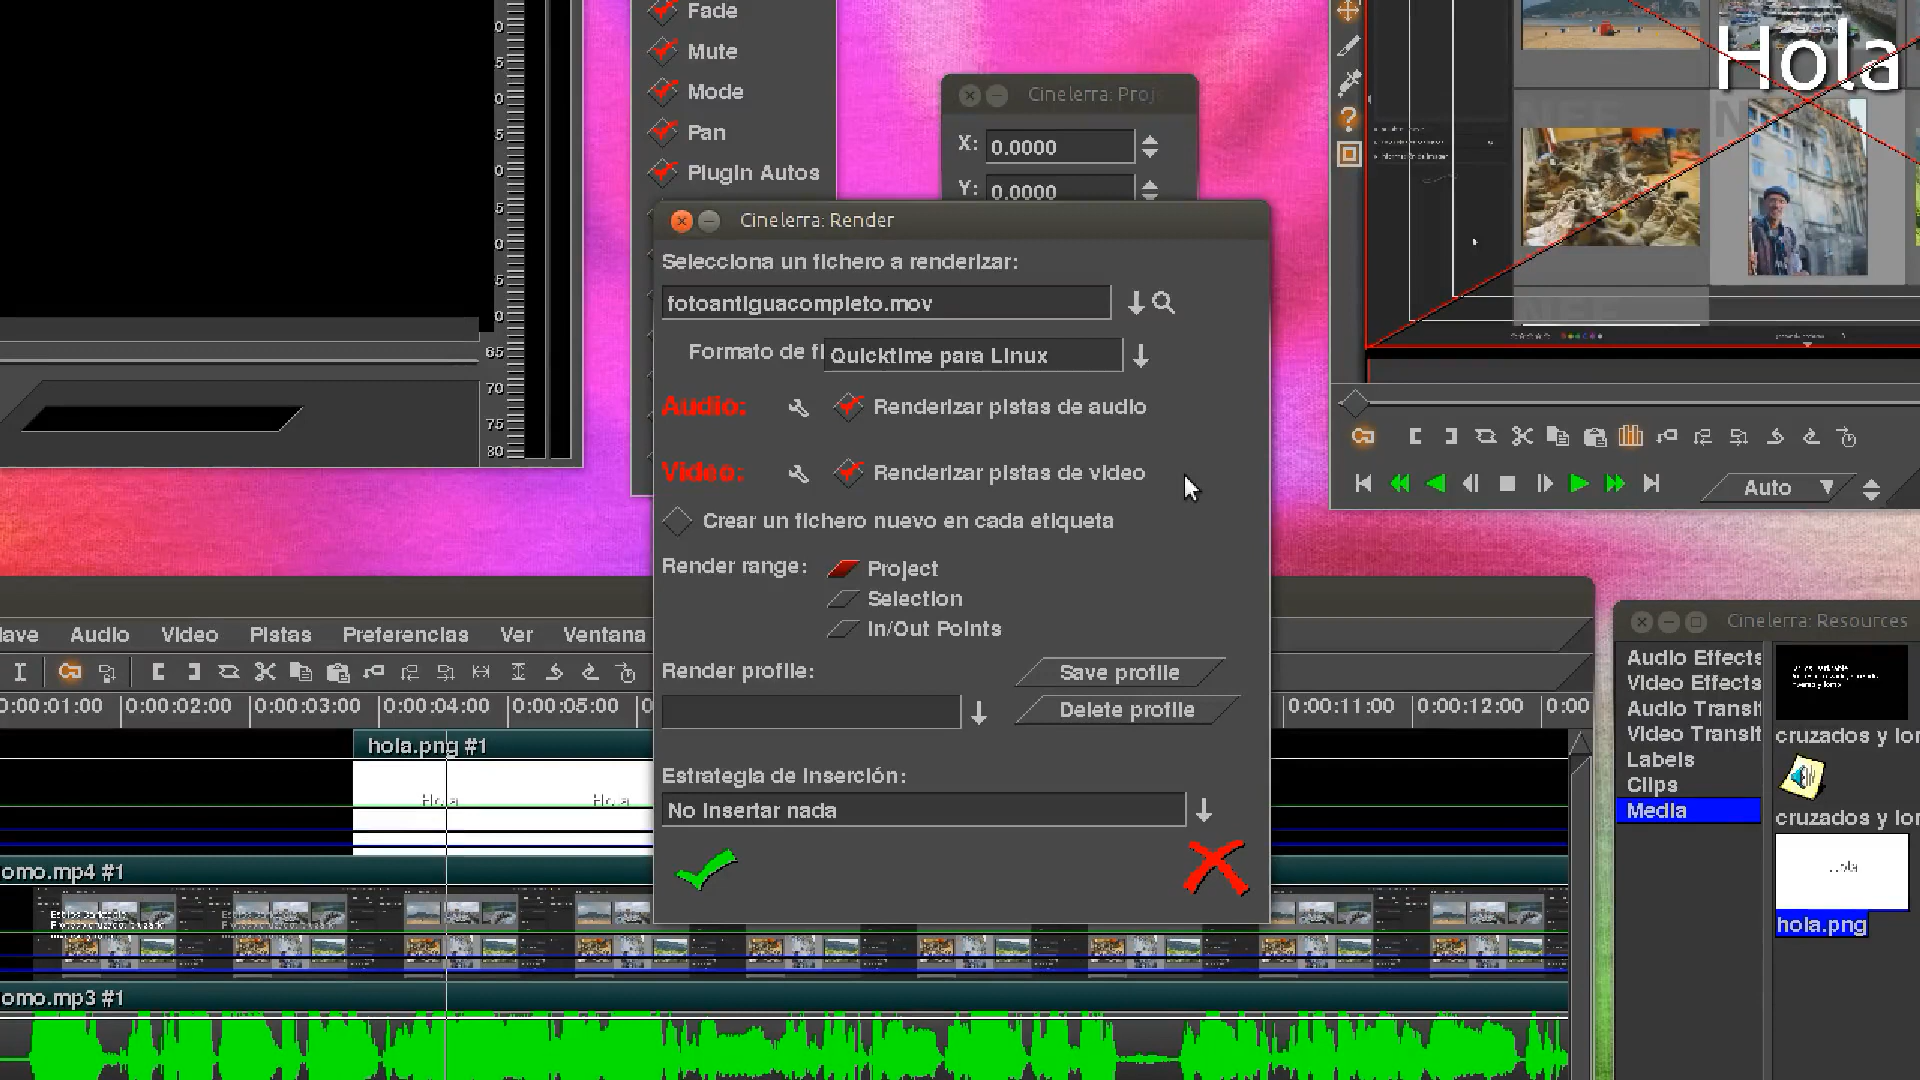 Fade
Mute
Mode
Pan
Plugin Autos
65
70
75
80
Cinelerra: Proj
X: 0.0000
Y: 0.0000
Hola
Cinelerra: Render
Selecciona un fichero a renderizar:
fotoantiguacompleto.mov
Formato de fi
Quicktime para Linux
Audio:
Renderizar pistas de audio
Video:
Renderizar pistas de video
Crear un fichero nuevo en cada etiqueta
Render range:
Project
Selection
In/Out Points
Render profile:
Save profile
Delete profile
Estrategia de inserción:
No insertar nada
Auto
lave Audio Video Pistas Preferencias Ver Ventana
0:00:01:00 0:00:02:00 0:00:03:00 0:00:04:00 0:00:05:00 0
0:00:11:00 0:00:12:00 0:00
hola.png #1
Hola Hola
omo.mp4 #1
omo.mp3 #1
Cinelerra: Resources
Audio Effects
Video Effects
Audio Transit
Video Transit
Labels
Clips
Media
cruzados y lor
cruzados y lor
hola.png